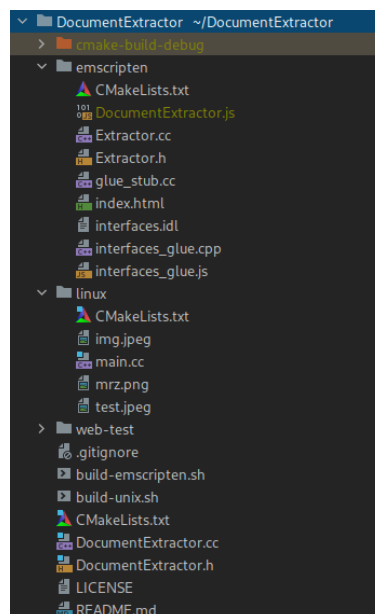 DocumentExtractor ~/DocumentExtractor
cmake-build-debug
emscripten
CMakeLists.txt
DocumentExtractor.js
Extractor.cc
Extractor.h
glue_stub.cc
index.html
interfaces.idl
interfaces_glue.cpp
interfaces_glue.js
linux
CMakeLists.txt
img.jpeg
main.cc
mrz.png
test.jpeg
web-test
.gitignore
build-emscripten.sh
build-unix.sh
CMakeLists.txt
DocumentExtractor.cc
DocumentExtractor.h
LICENSE
README.md